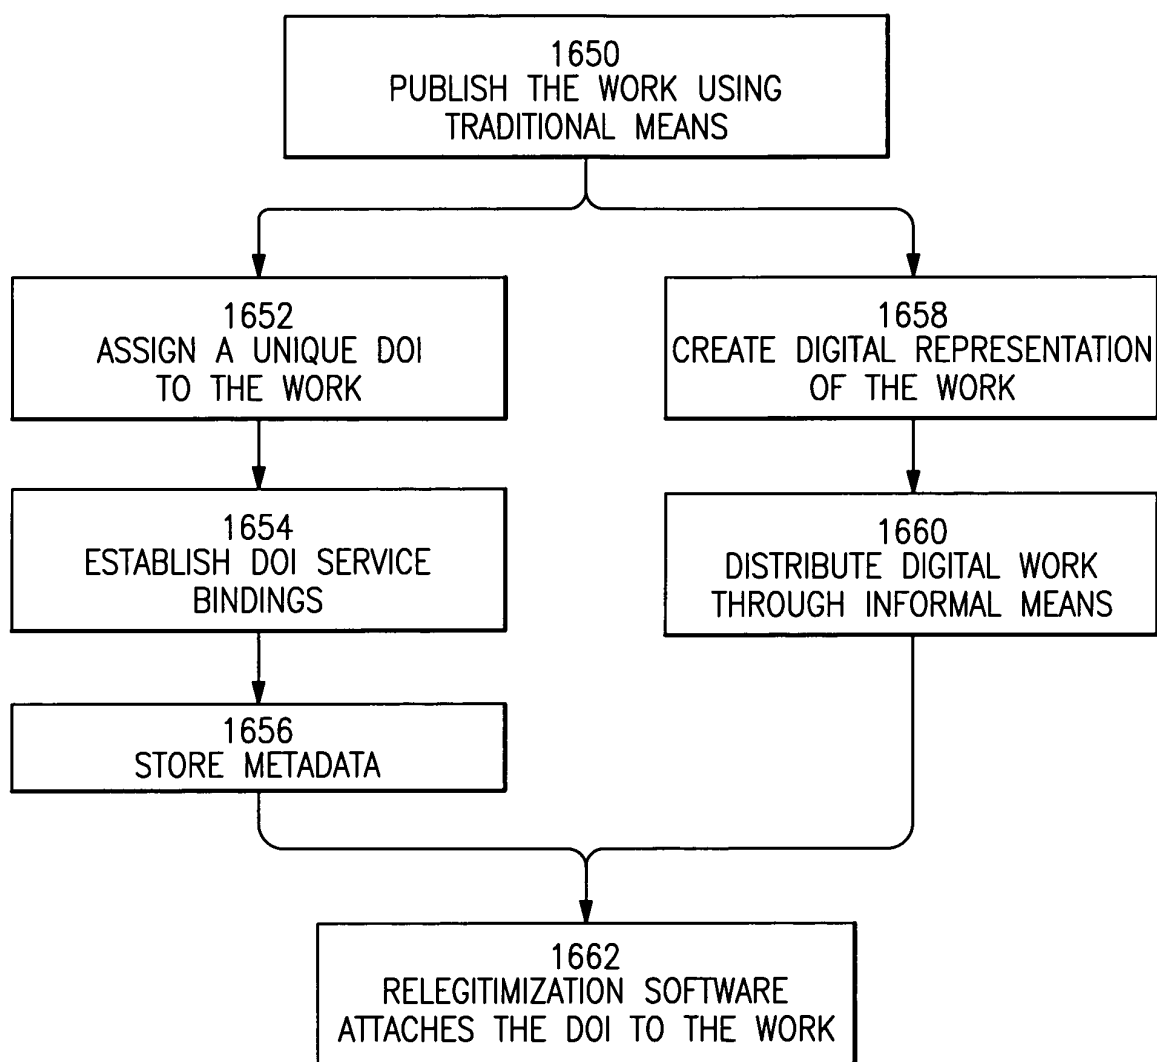 1650
PUBLISH THE WORK USING
TRADITIONAL MEANS
1652
ASSIGN A UNIQUE DOI
TO THE WORK
1654
ESTABLISH DOI SERVICE
BINDINGS
1656
STORE METADATA
1658
CREATE DIGITAL REPRESENTATION
OF THE WORK
1660
DISTRIBUTE DIGITAL WORK
THROUGH INFORMAL MEANS
1662
RELEGITIMIZATION SOFTWARE
ATTACHES THE DOI TO THE WORK